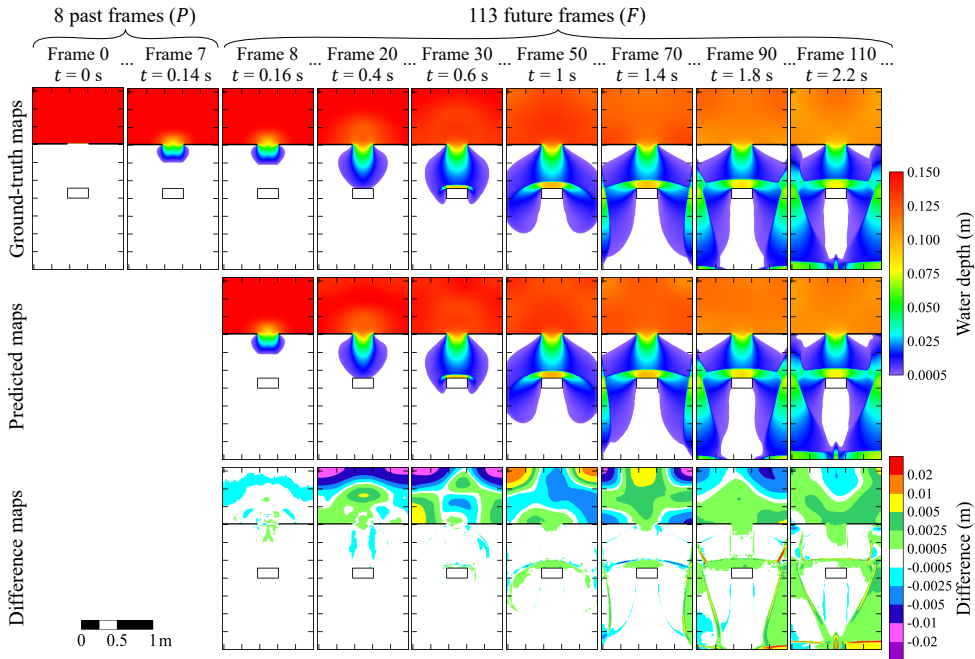 8 past frames (P)
113 future frames (F)
Frame 0 ... Frame 7 Frame 8 ... Frame 20 ... Frame 30 ... Frame 50 ... Frame 70 ... Frame 90 ... Frame 110 ...
t = 0 s t = 0.14 s t = 0.16 s t = 0.4 s t = 0.6 s t = 1 s t = 1.4 s t = 1.8 s t = 2.2 s
Ground-truth maps
Predicted maps
Difference maps
0.150
0.125
0.100
0.075
0.050
0.025
0.0005
Water depth (m)
0.02
0.01
0.005
0.0025
0.0005
-0.0005
-0.0025
-0.005
-0.01
-0.02
Difference (m)
0 0.5 1 m